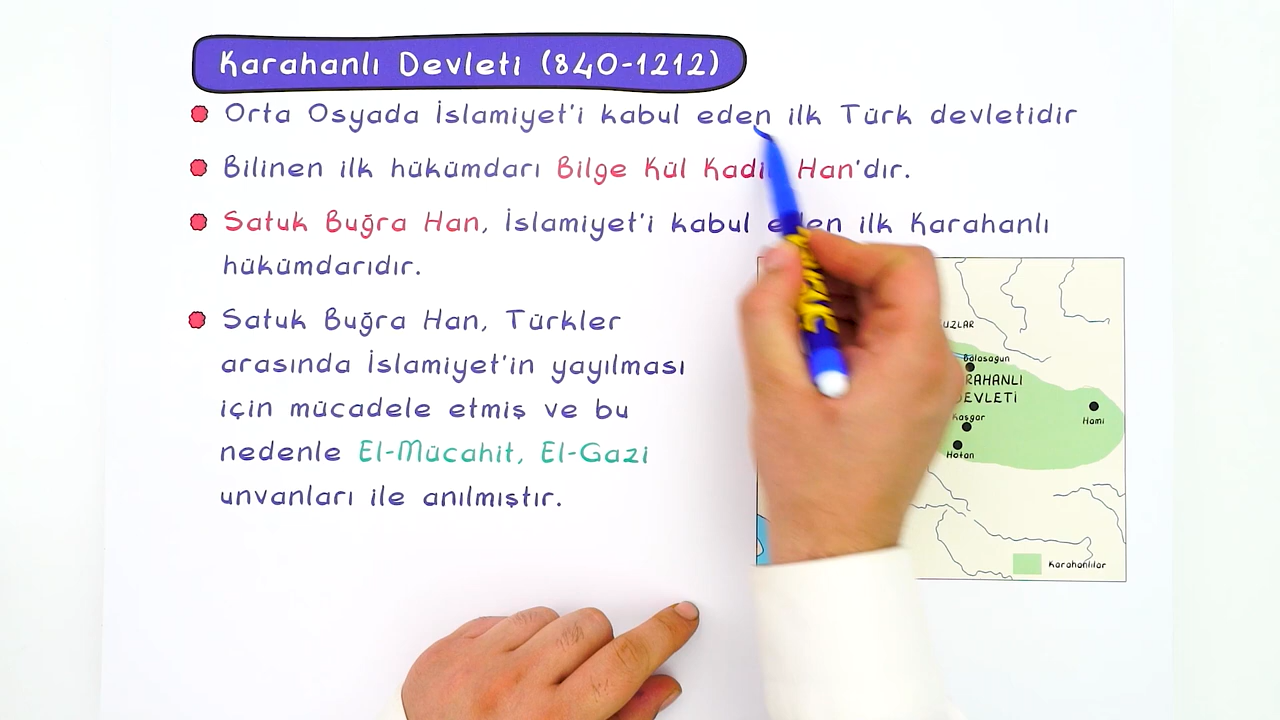 Karahanlı Devleti (840-1212)
Orta Osyada İslamiyet'i kabul eden ilk Türk devletidir
Bilinen ilk hükümdarı Bilge Kül Kadir Han'dır.
Satuk Buğra Han, İslamiyet'i kabul eden ilk Karahanlı
hükümdarıdır.
Satuk Buğra Han, Türkler
arasında İslamiyet'in yayılması
için mücadele etmiş ve bu
nedenle El-Mücahit, El-Gazi
unvanları ile anılmıştır.
Balasagun
Kaşgar
Hotan
Hami
Karahanlılar